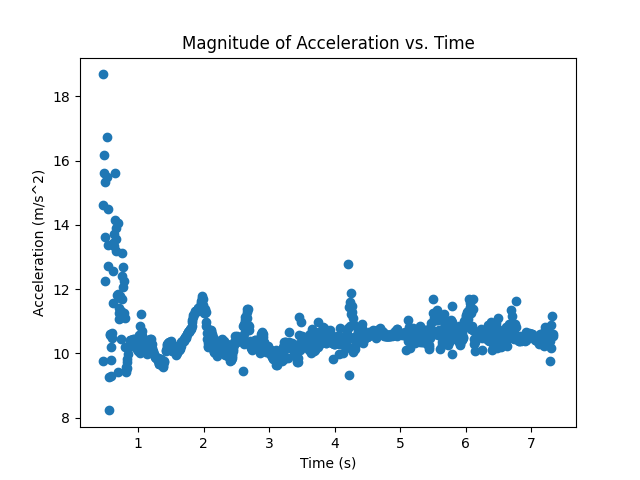 Magnitude of Acceleration vs. Time
18
16
14
12
10
8
Acceleration (m/s^2)
1 2 3 4 5 6 7
Time (s)